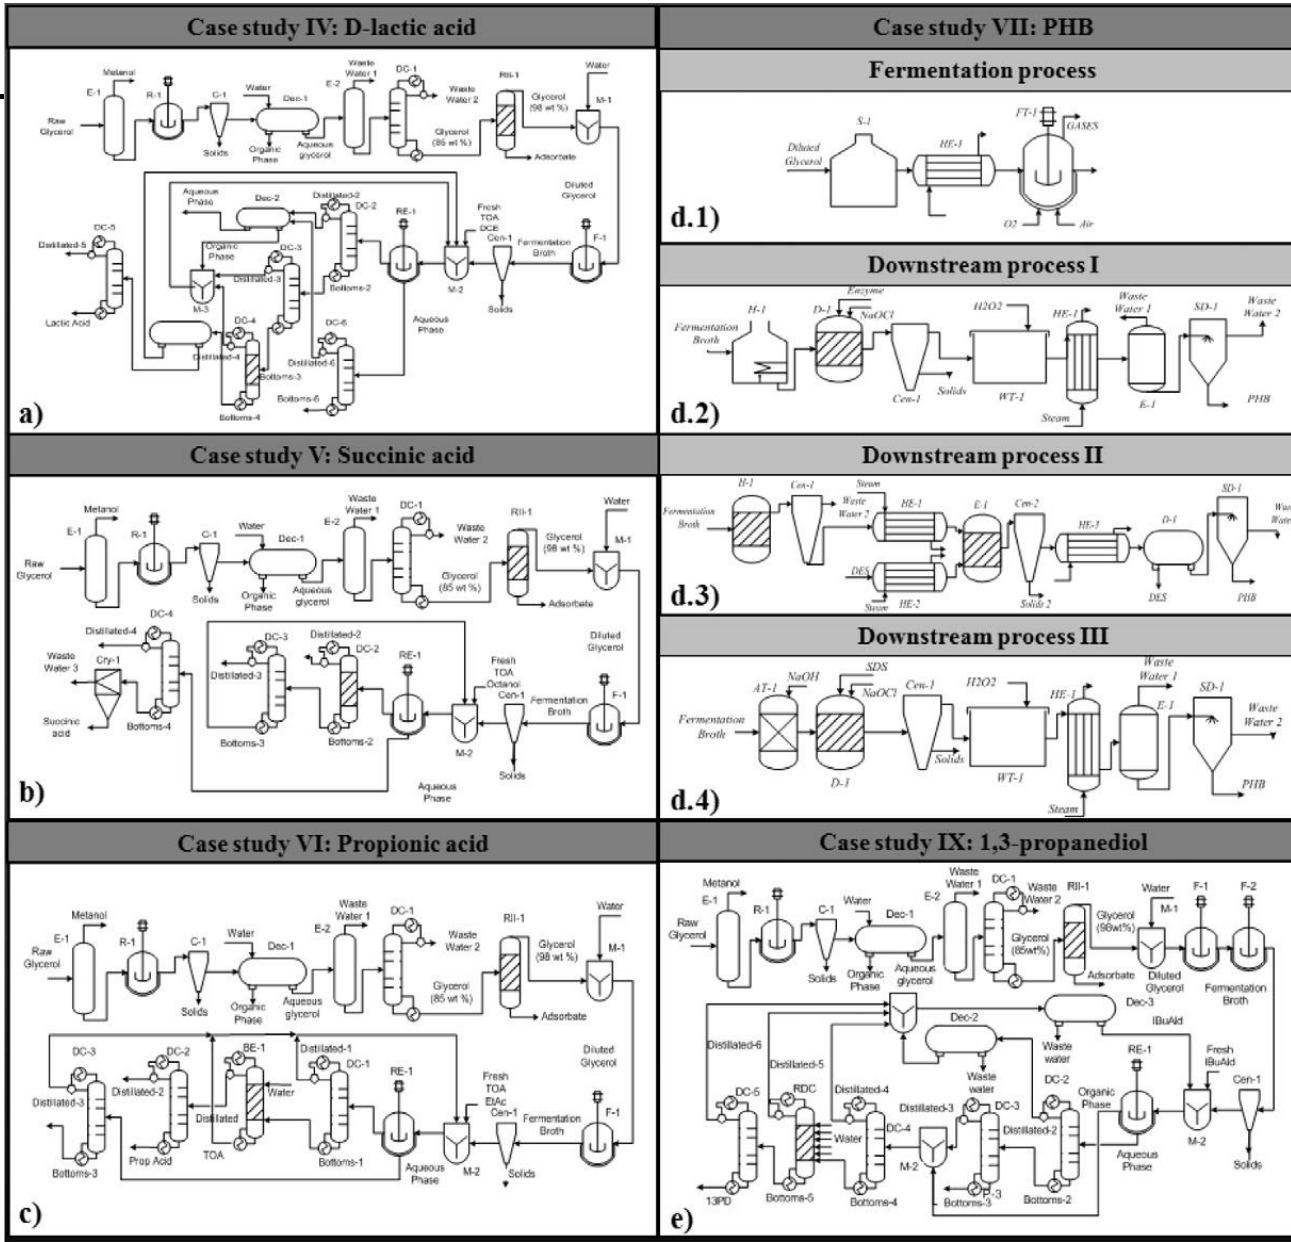 Case study IV: D-lactic acid
Metanol
E-1
Raw
Glycerol
R-1
C-1
Solids
Water
Dec-1
Organic
Phase
Aqueous
glycerol
E-2
Waste
Water 1
DC-1
Waste
Water 2
Glycerol
(85 wt %)
RII-1
Glycerol
(98 wt %)
Adsorbate
Water
M-1
Diluted
Glycerol
F-1
Fermentation
Broth
Cen-1
Solids
Fresh
TOA
DCE
M-2
RE-1
Aqueous
Phase
Distillated-2
DC-2
Bottoms-2
Dec-2
Aqueous
Phase
Organic
Phase
DC-3
Distillated-3
M-3
DC-5
Distillated-5
Lactic Acid
DC-4
Distillated-4
Bottoms-3
Bottoms-4
DC-6
Distillated-6
Bottoms-6
a)
Case study V: Succinic acid
Metanol
E-1
Raw
Glycerol
R-1
C-1
Solids
Water
Dec-1
Organic
Phase
Aqueous
glycerol
E-2
Waste
Water 1
DC-1
Waste
Water 2
Glycerol
(85 wt %)
RII-1
Glycerol
(98 wt %)
Adsorbate
Water
M-1
Diluted
Glycerol
F-1
Fermentation
Broth
Cen-1
Solids
Fresh
TOA
Octanol
M-2
RE-1
Aqueous
Phase
Distillated-2
DC-2
Bottoms-2
DC-3
Distillated-3
Bottoms-3
DC-4
Distillated-4
Bottoms-4
Waste
Water 3
Cry-1
Succinic
acid
b)
Case study VI: Propionic acid
Metanol
E-1
Raw
Glycerol
R-1
C-1
Solids
Water
Dec-1
Organic
Phase
Aqueous
glycerol
E-2
Waste
Water 1
DC-1
Waste
Water 2
Glycerol
(85 wt %)
RII-1
Glycerol
(98 wt %)
Adsorbate
Water
M-1
Diluted
Glycerol
F-1
Fermentation
Broth
Cen-1
Solids
Fresh
TOA
EtAc
M-2
RE-1
Aqueous
Phase
Distillated-1
DC-1
Bottoms-1
BE-1
Water
Distillated
TOA
DC-2
Distillated-2
Prop Acid
DC-3
Distillated-3
Bottoms-3
c)
Case study VII: PHB
Fermentation process
Diluted
Glycerol
S-1
HE-1
FT-1
GASES
O2
Air
d.1)
Downstream process I
Fermentation
Broth
H-1
D-1
Enzyme
NaOCl
Cen-1
Solids
H2O2
WT-1
HE-1
Steam
Waste
Water 1
E-1
SD-1
Waste
Water 2
PHB
d.2)
Downstream process II
Fermentation
Broth
H-1
Cen-1
Waste
Water 2
Steam
HE-1
DES
Steam
HE-2
E-1
Cen-2
Solids 2
HE-3
D-1
DES
SD-1
PHB
d.3)
Downstream process III
Fermentation
Broth
AT-1
NaOH
SDS
NaOCl
D-1
Cen-1
Solids
H2O2
WT-1
HE-1
Steam
Waste
Water 1
E-1
SD-1
Waste
Water 2
PHB
d.4)
Case study IX: 1,3-propanediol
Metanol
E-1
Raw
Glycerol
R-1
C-1
Solids
Water
Dec-1
Organic
Phase
Aqueous
glycerol
E-2
Waste
Water 1
DC-1
Waste
Water 2
Glycerol
(85wt%)
RII-1
Glycerol
(98wt%)
Adsorbate
Water
M-1
Diluted
Glycerol
F-1
F-2
Fermentation
Broth
Dec-3
IBuAld
Waste
water
Dec-2
Waste
water
Fresh
IBuAld
Cen-1
Solids
M-2
RE-1
Organic
Phase
Aqueous
Phase
DC-2
Distillated-2
Bottoms-2
DC-3
Distillated-3
Bottoms-3
P-3
M-2
DC-4
Distillated-4
Bottoms-4
RDC
Distillated-5
Water
Bottoms-5
DC-5
Distillated-6
13PD
e)